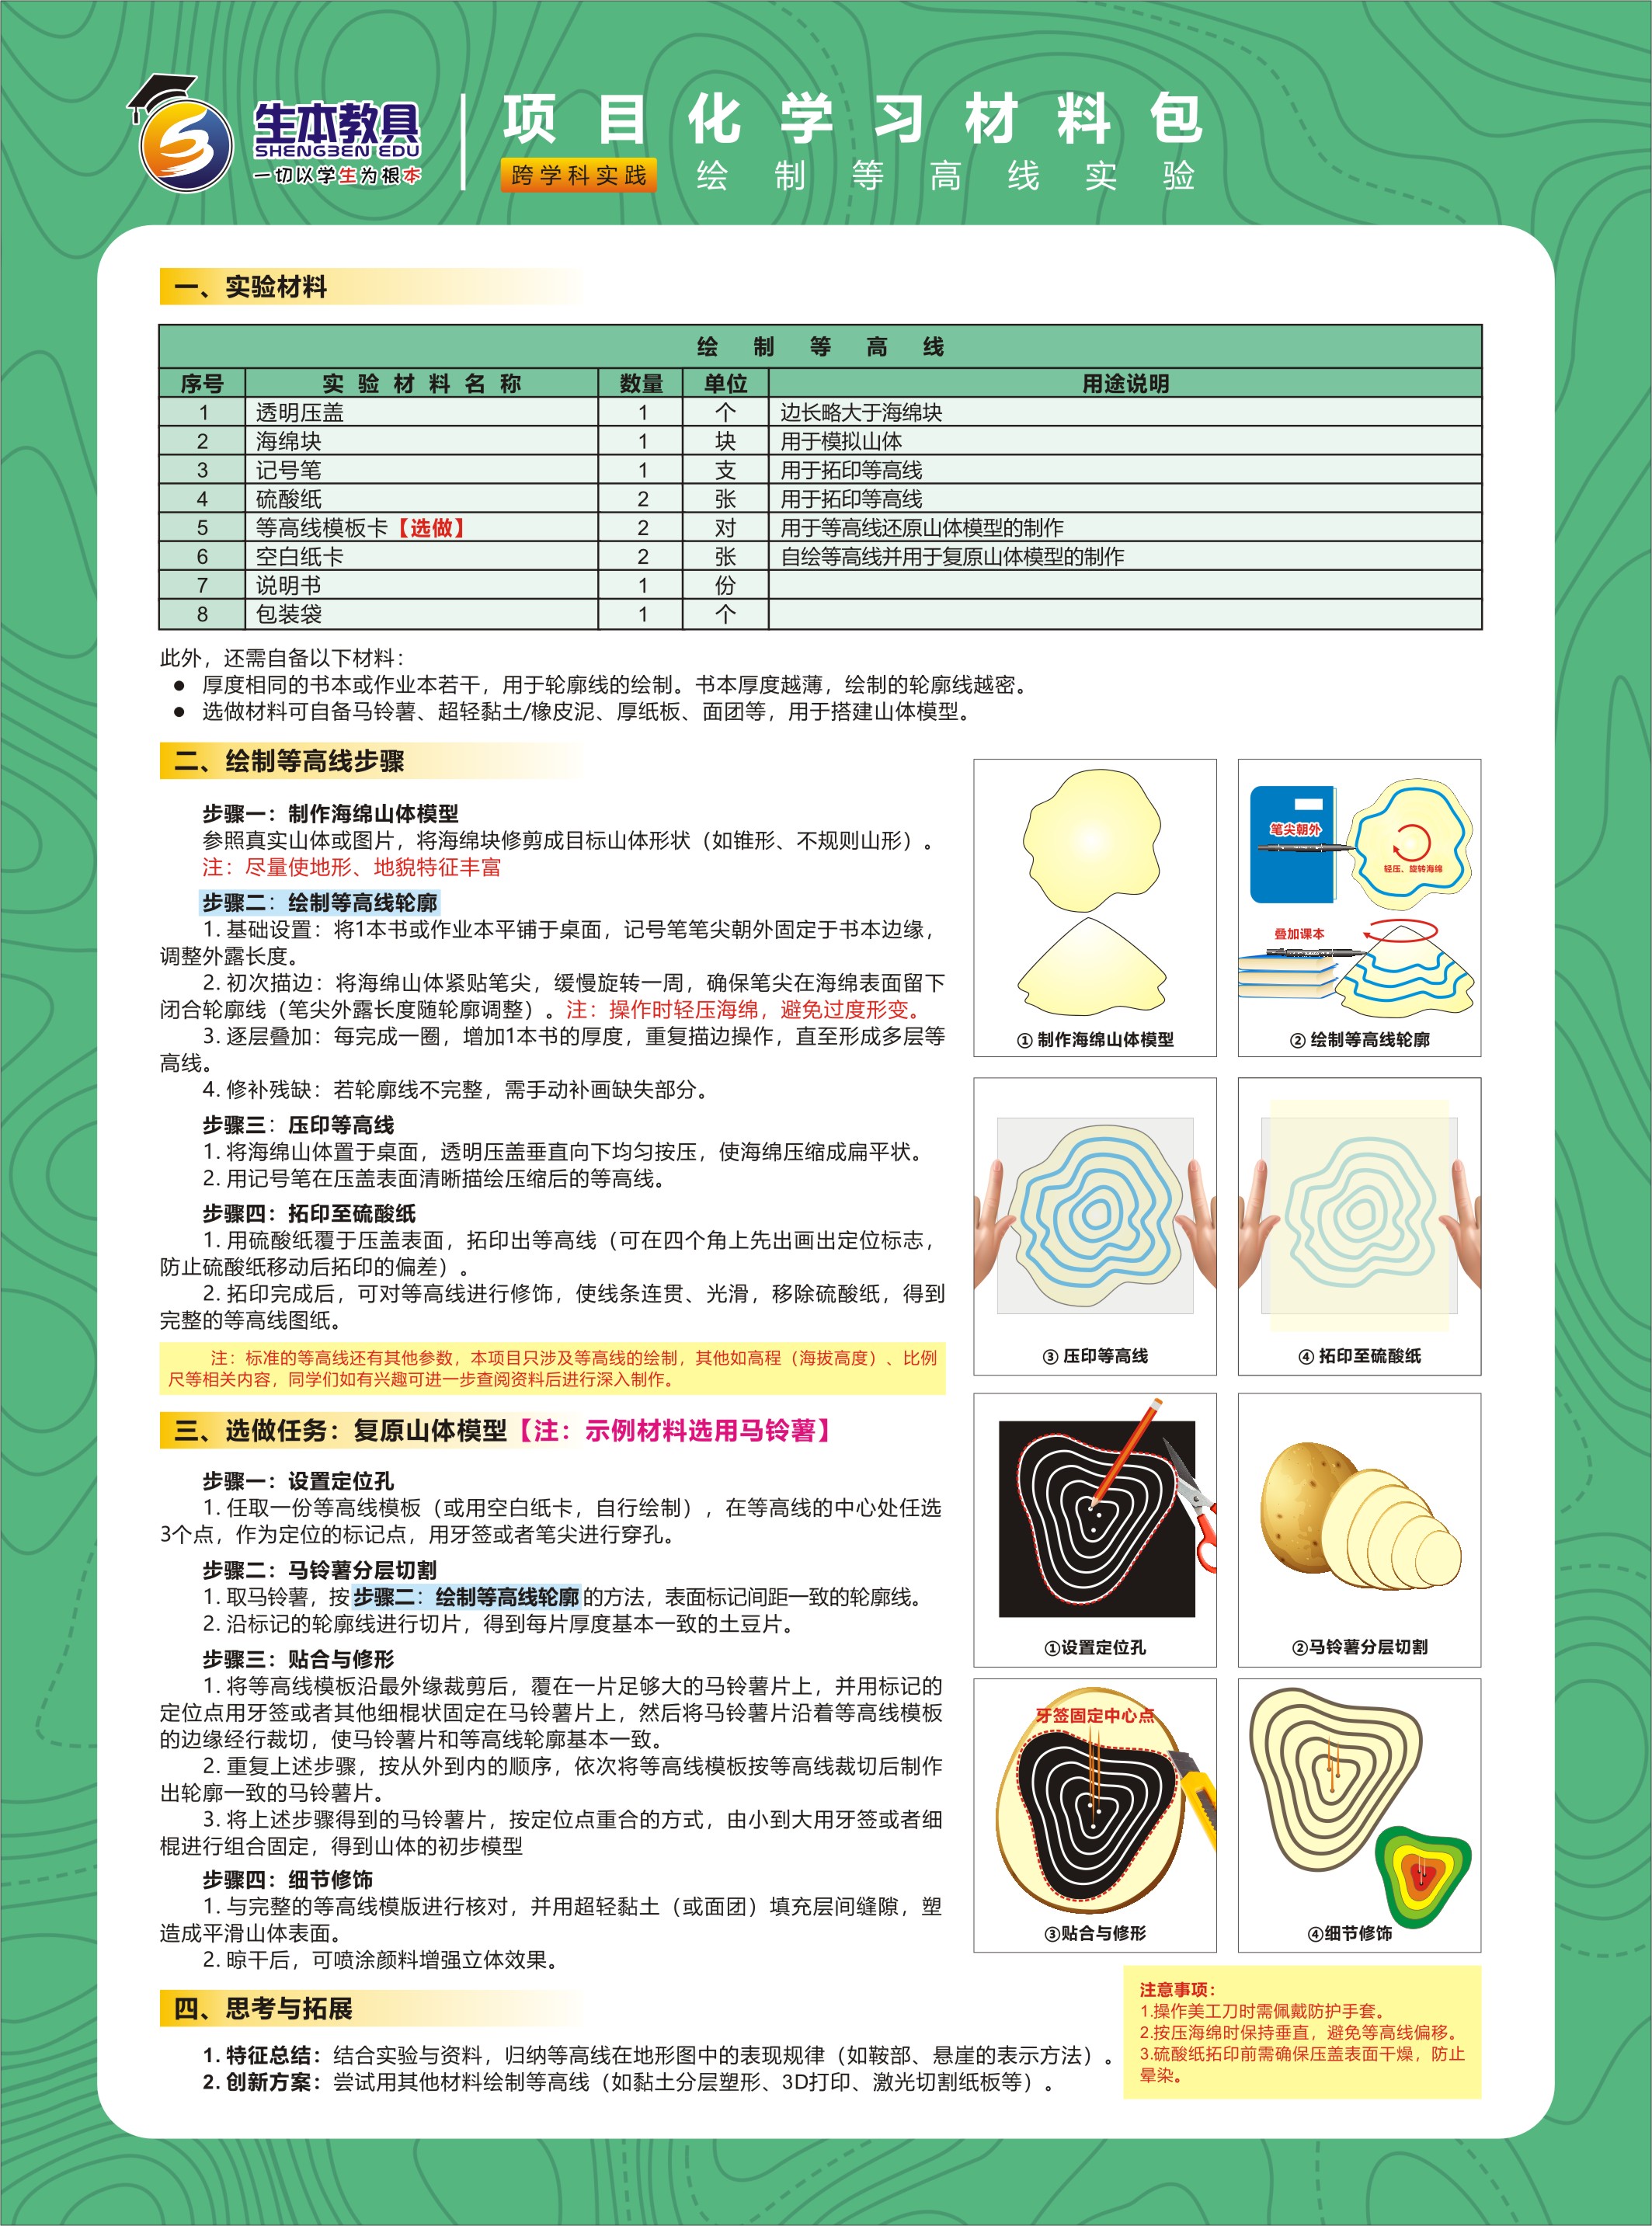 生本教具
SHENGBEN EDU
一切以学生为根本
项目化学习材料包
跨学科实践
绘制等高线实验
一、实验材料
绘制等高线
序号 实验材料名称 数量 单位 用途说明
1 透明压盖 1 个 边长略大于海绵块
2 海绵块 1 块 用于模拟山体
3 记号笔 1 支 用于拓印等高线
4 硫酸纸 2 张 用于拓印等高线
5 等高线模板卡【选做】 2 对 用于等高线还原山体模型的制作
6 空白纸卡 2 张 自绘等高线并用于复原山体模型的制作
7 说明书 1 份
8 包装袋 1 个
此外，还需自备以下材料：
● 厚度相同的书本或作业本若干，用于轮廓线的绘制。书本厚度越薄，绘制的轮廓线越密。
● 选做材料可自备马铃薯、超轻黏土/橡皮泥、厚纸板、面团等，用于搭建山体模型。
二、绘制等高线步骤
步骤一：制作海绵山体模型
参照真实山体或图片，将海绵块修剪成目标山体形状（如锥形、不规则山形）。
注：尽量使地形、地貌特征丰富
步骤二：绘制等高线轮廓
1. 基础设置：将1本书或作业本平铺于桌面，记号笔笔尖朝外固定于书本边缘，
调整外露长度。
2. 初次描边：将海绵山体紧贴笔尖，缓慢旋转一周，确保笔尖在海绵表面留下
闭合轮廓线（笔尖外露长度随轮廓调整）。注：操作时轻压海绵，避免过度形变。
3. 逐层叠加：每完成一圈，增加1本书的厚度，重复描边操作，直至形成多层等
高线。
4. 修补残缺：若轮廓线不完整，需手动补画缺失部分。
步骤三：压印等高线
1. 将海绵山体置于桌面，透明压盖垂直向下均匀按压，使海绵压缩成扁平状。
2. 用记号笔在压盖表面清晰描绘压缩后的等高线。
步骤四：拓印至硫酸纸
1. 用硫酸纸覆于压盖表面，拓印出等高线（可在四个角上先出画出定位标志，
防止硫酸纸移动后拓印的偏差）。
2. 拓印完成后，可对等高线进行修饰，使线条连贯、光滑，移除硫酸纸，得到
完整的等高线图纸。
注：标准的等高线还有其他参数，本项目只涉及等高线的绘制，其他如高程（海拔高度）、比例
尺等相关内容，同学们如有兴趣可进一步查阅资料后进行深入制作。
① 制作海绵山体模型
笔尖朝外
轻压、旋转海绵
叠加课本
② 绘制等高线轮廓
③ 压印等高线
④ 拓印至硫酸纸
三、选做任务：复原山体模型【注：示例材料选用马铃薯】
步骤一：设置定位孔
1. 任取一份等高线模板（或用空白纸卡，自行绘制），在等高线的中心处任选
3个点，作为定位的标记点，用牙签或者笔尖进行穿孔。
步骤二：马铃薯分层切割
1. 取马铃薯，按步骤二：绘制等高线轮廓的方法，表面标记间距一致的轮廓线。
2. 沿标记的轮廓线进行切片，得到每片厚度基本一致的土豆片。
步骤三：贴合与修形
1. 将等高线模板沿最外缘裁剪后，覆在一片足够大的马铃薯片上，并用标记的
定位点用牙签或者其他细棍状固定在马铃薯片上，然后将马铃薯片沿着等高线模板
的边缘经行裁切，使马铃薯片和等高线轮廓基本一致。
2. 重复上述步骤，按从外到内的顺序，依次将等高线模板按等高线裁切后制作
出轮廓一致的马铃薯片。
3. 将上述步骤得到的马铃薯片，按定位点重合的方式，由小到大用牙签或者细
棍进行组合固定，得到山体的初步模型
步骤四：细节修饰
1. 与完整的等高线模版进行核对，并用超轻黏土（或面团）填充层间缝隙，塑
造成平滑山体表面。
2. 晾干后，可喷涂颜料增强立体效果。
①设置定位孔
②马铃薯分层切割
牙签固定中心点
③贴合与修形
④细节修饰
四、思考与拓展
1. 特征总结：结合实验与资料，归纳等高线在地形图中的表现规律（如鞍部、悬崖的表示方法）。
2. 创新方案：尝试用其他材料绘制等高线（如黏土分层塑形、3D打印、激光切割纸板等）。
注意事项：
1.操作美工刀时需佩戴防护手套。
2.按压海绵时保持垂直，避免等高线偏移。
3.硫酸纸拓印前需确保压盖表面干燥，防止
晕染。